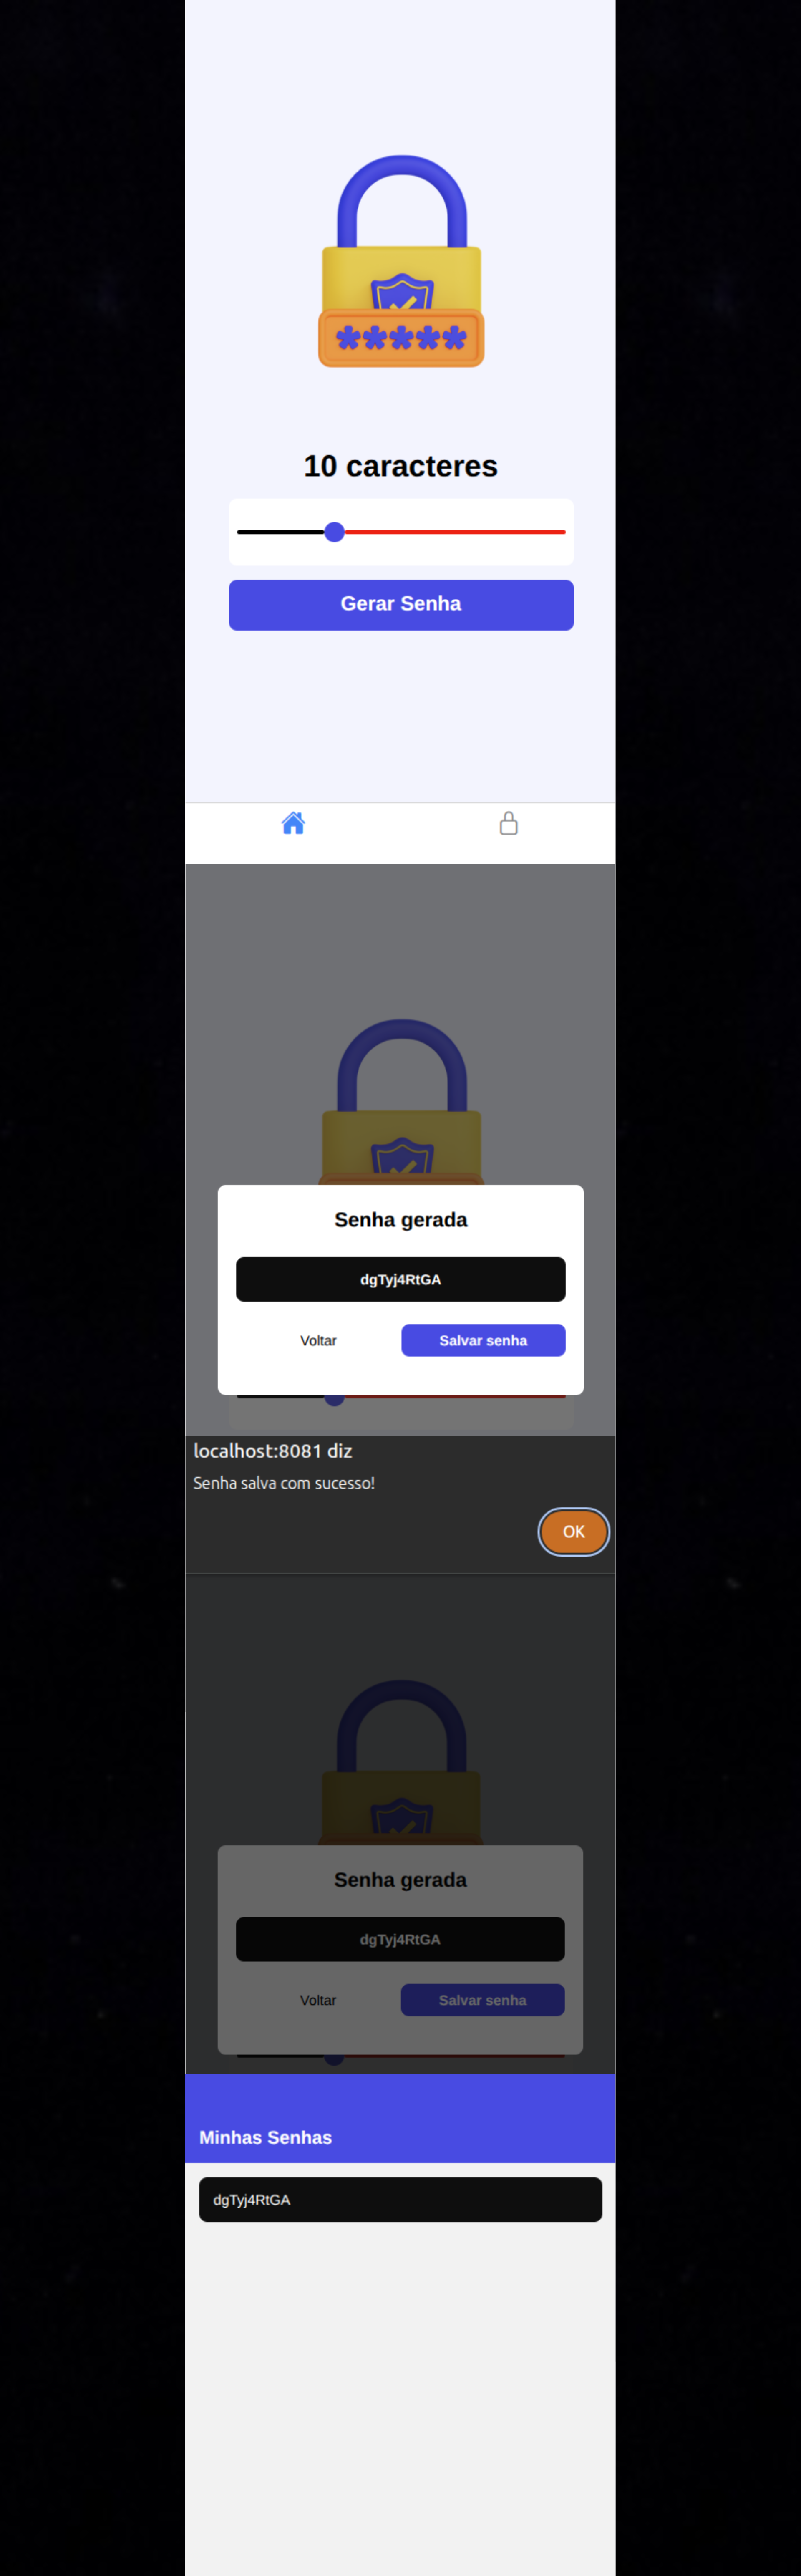 *****
10 caracteres
Gerar Senha
Senha gerada
dgTyj4RtGA
Voltar Salvar senha
localhost:8081 diz
Senha salva com sucesso!
OK
Senha gerada
dgTyj4RtGA
Voltar Salvar senha
Minhas Senhas
dgTyj4RtGA